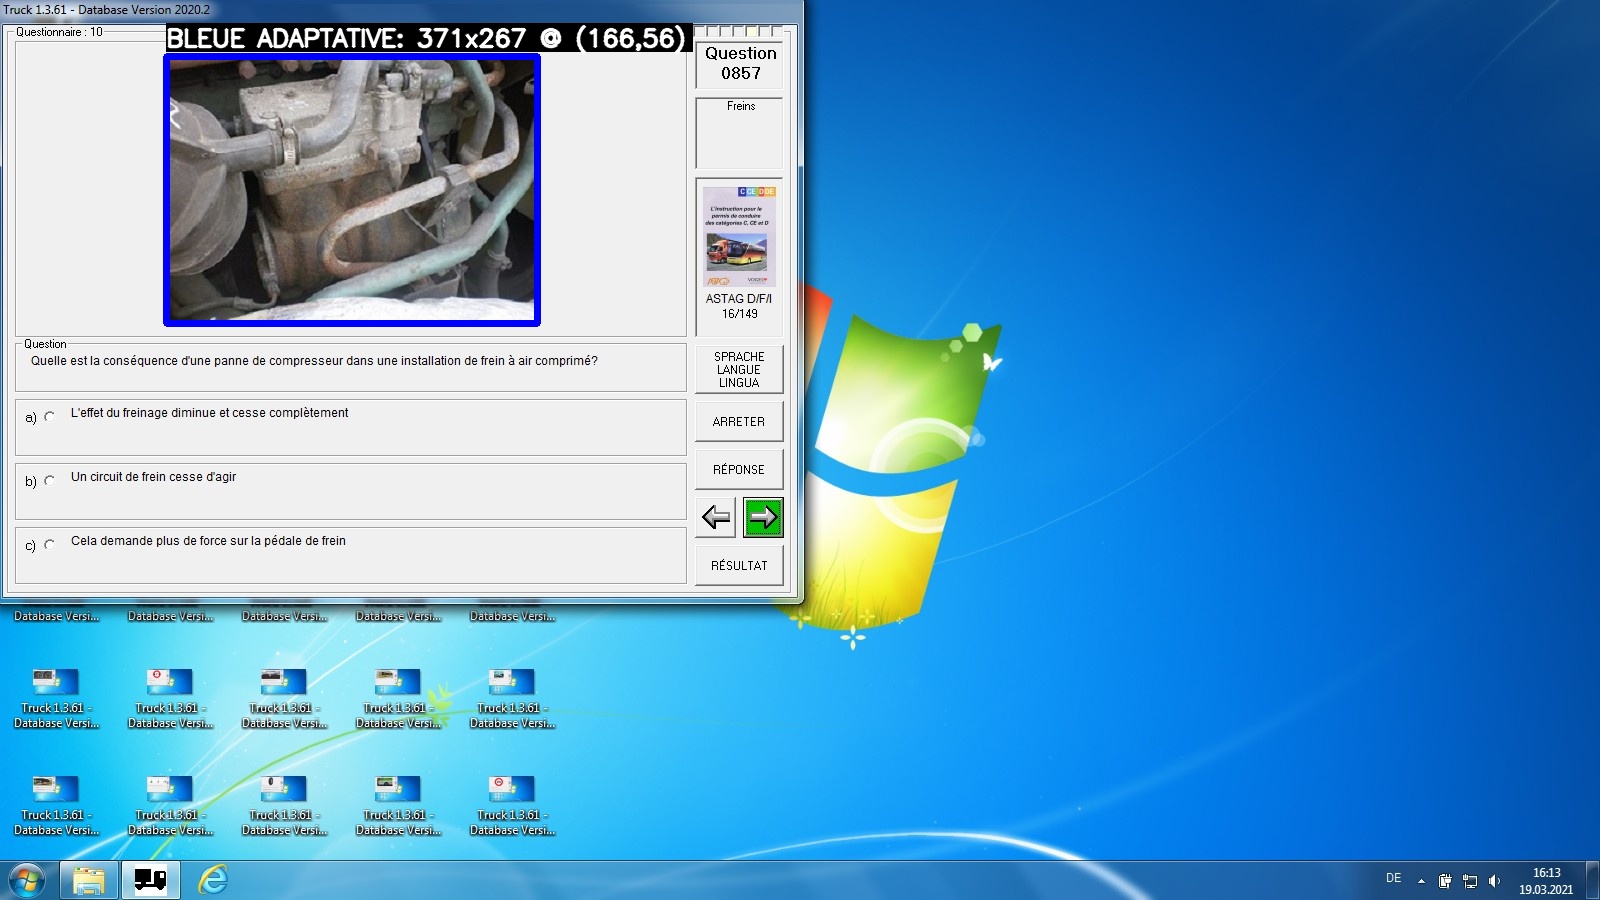 Truck 1.3.61 - Database Version 2020.2
Questionnaire : 10
BLEUE ADAPTATIVE: 371x267 @ (166,56)
Question
0857
Freins
C CE D DE
L'instruction pour le
permis de conduire
des catégories C, CE et D
ASTAG D/F/I
16/149
Question
Quelle est la conséquence d'une panne de compresseur dans une installation de frein à air comprimé?
SPRACHE
LANGUE
LINGUA
a) L'effet du freinage diminue et cesse complètement
ARRETER
b) Un circuit de frein cesse d'agir
RÉPONSE
c) Cela demande plus de force sur la pédale de frein
RÉSULTAT
Database Versi... Database Versi... Database Versi... Database Versi... Database Versi...
Truck 1.3.61 - Truck 1.3.61 - Truck 1.3.61 - Truck 1.3.61 - Truck 1.3.61 -
Database Versi... Database Versi... Database Versi... Database Versi... Database Versi...
Truck 1.3.61 - Truck 1.3.61 - Truck 1.3.61 - Truck 1.3.61 - Truck 1.3.61 -
Database Versi... Database Versi... Database Versi... Database Versi... Database Versi...
DE
16:13
19.03.2021